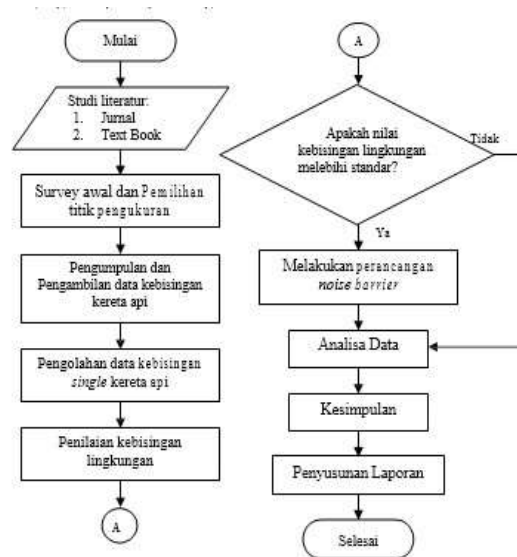 Mulai
Studi literatur:
1. Jurnal
2. Text Book
Survey awal dan Pemilihan
titik pengukuran
Pengumpulan dan
Pengambilan data kebisingan
kereta api
Pengolahan data kebisingan
single kereta api
Penilaian kebisingan
lingkungan
A
A
Apakah nilai
kebisingan lingkungan
melebihi standar?
Tidak
Ya
Melakukan perancangan
noise barrier
Analisa Data
Kesimpulan
Penyusunan Laporan
Selesai